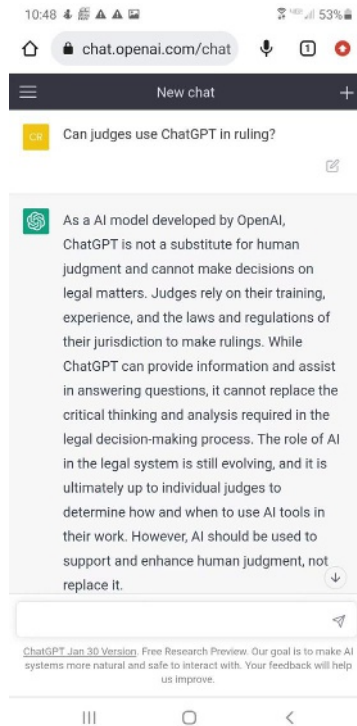 10:48
53%
chat.openai.com/chat
1
New chat
CR
Can judges use ChatGPT in ruling?
As a AI model developed by OpenAI,
ChatGPT is not a substitute for human
judgment and cannot make decisions on
legal matters. Judges rely on their training,
experience, and the laws and regulations of
their jurisdiction to make rulings. While
ChatGPT can provide information and assist
in answering questions, it cannot replace the
critical thinking and analysis required in the
legal decision-making process. The role of AI
in the legal system is still evolving, and it is
ultimately up to individual judges to
determine how and when to use AI tools in
their work. However, AI should be used to
support and enhance human judgment, not
replace it.
ChatGPT Jan 30 Version. Free Research Preview. Our goal is to make AI
systems more natural and safe to interact with. Your feedback will help
us improve.